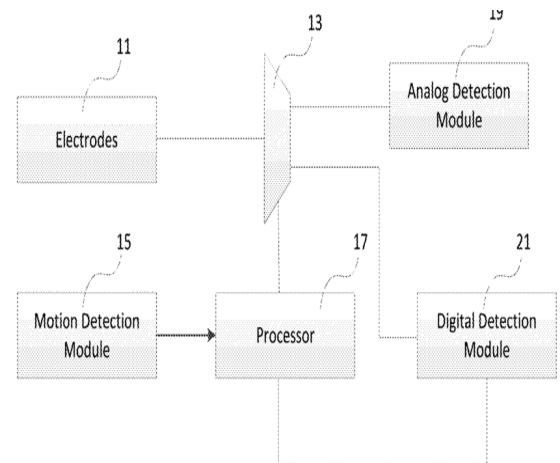 19
13
11
Analog Detection
Module
Electrodes
15
17
21
Motion Detection
Module
Processor
Digital Detection
Module